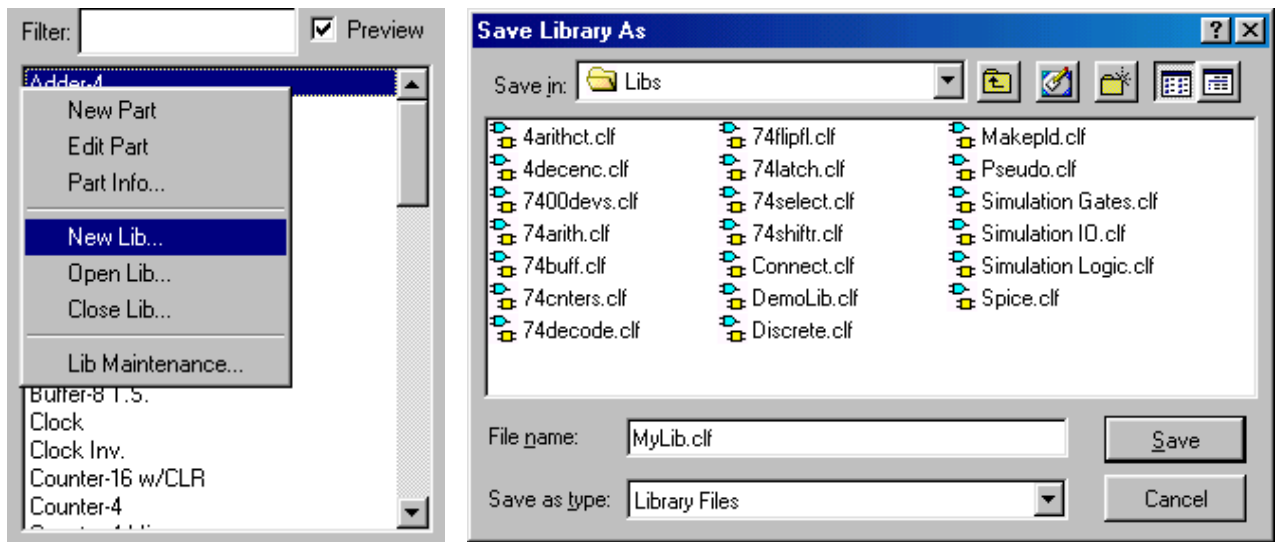 Filter: Preview
Adder-4
New Part
Edit Part
Part Info...
New Lib...
Open Lib...
Close Lib...
Lib Maintenance...
Buffer-8 T.S.
Clock
Clock Inv.
Counter-16 w/CLR
Counter-4
Save Library As
Save in: Libs
4arithct.clf 74flipfl.clf Makepld.clf
4decenc.clf 74latch.clf Pseudo.clf
7400devs.clf 74select.clf Simulation Gates.clf
74arith.clf 74shiftr.clf Simulation IO.clf
74buff.clf Connect.clf Simulation Logic.clf
74cnters.clf DemoLib.clf Spice.clf
74decode.clf Discrete.clf
File name: MyLib.clf Save
Save as type: Library Files Cancel